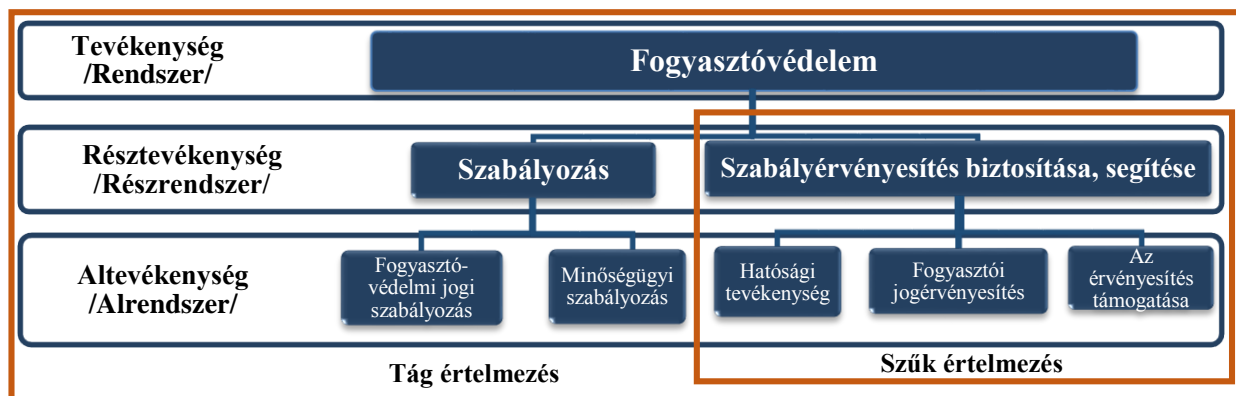 Tevékenység
/Rendszer/
Fogyasztóvédelem
Résztevékenység
/Részrendszer/
Szabályozás
Szabályérvényesítés biztosítása, segítése
Altevékenység
/Alrendszer/
Fogyasztó-
védelmi jogi
szabályozás
Minőségügyi
szabályozás
Hatósági
tevékenység
Fogyasztói
jogérvényesítés
Az
érvényesítés
támogatása
Tág értelmezés
Szűk értelmezés